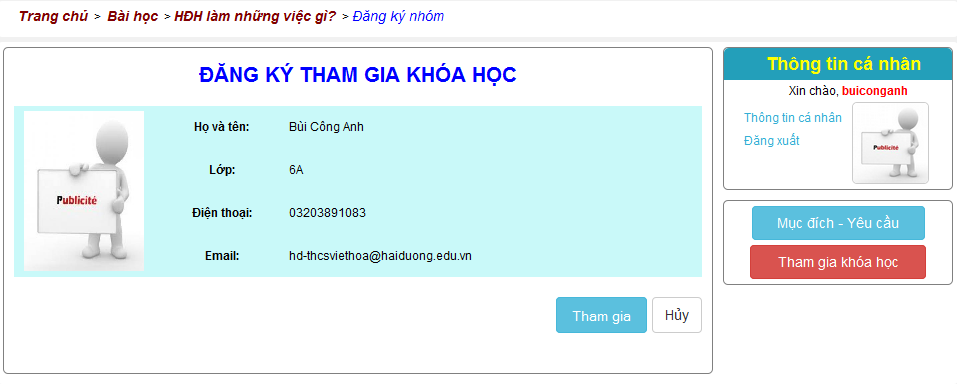 Trang chủ > Bài học > HĐH làm những việc gì? > Đăng ký nhóm
ĐĂNG KÝ THAM GIA KHÓA HỌC
Publicité
Họ và tên: Bùi Công Anh
Lớp: 6A
Điện thoại: 03203891083
Email: hd-thcsviethoa@haiduong.edu.vn
Tham gia Hủy
Thông tin cá nhân
Xin chào, buiconganh
Thông tin cá nhân
Đăng xuất
Publicité
Mục đích - Yêu cầu
Tham gia khóa học